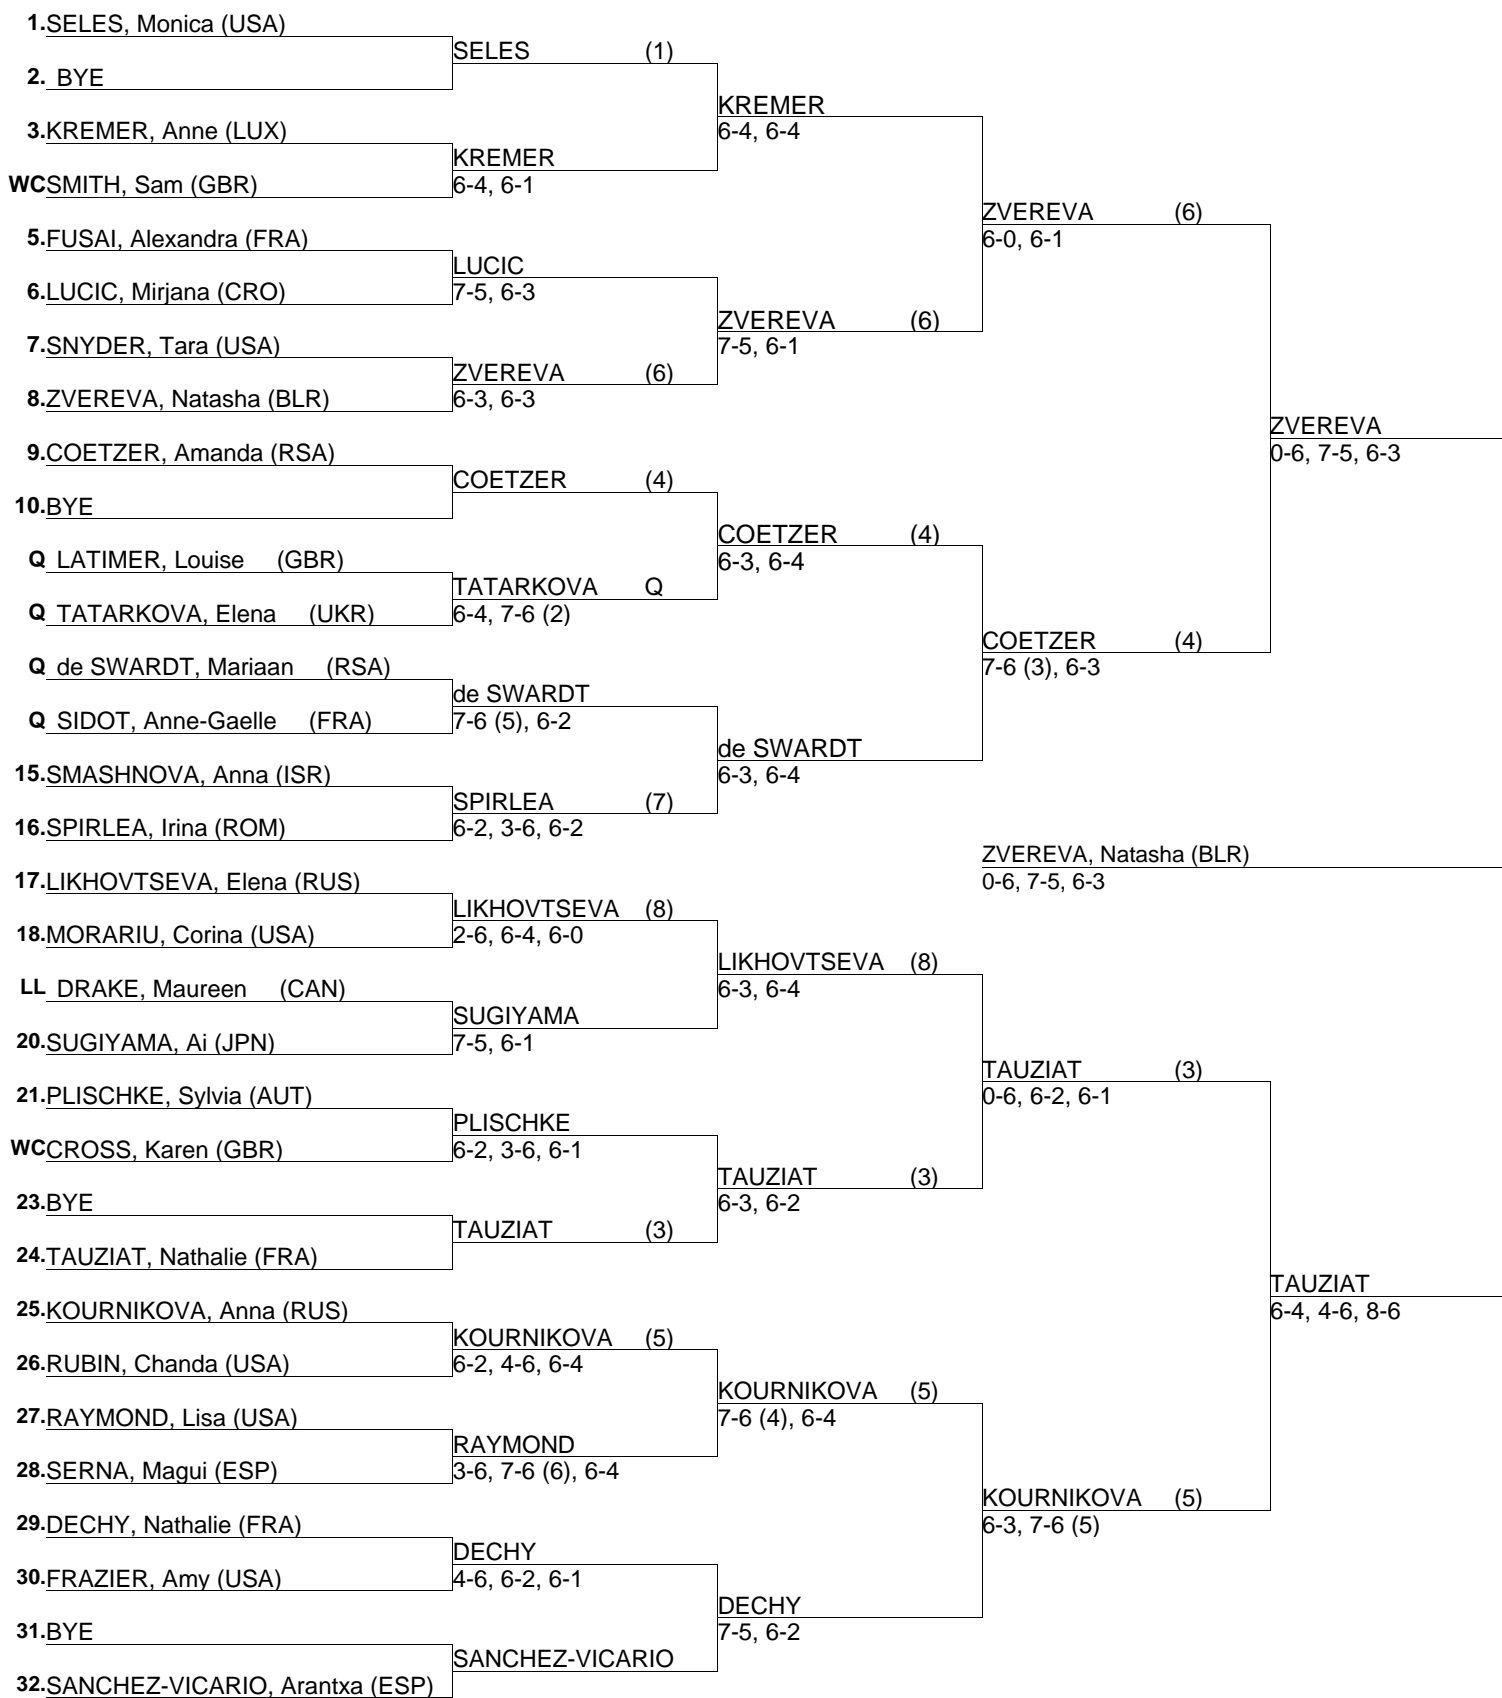 1. SELES, Monica (USA)
SELES (1)
2. BYE
KREMER
6-4, 6-4
3. KREMER, Anne (LUX)
KREMER
6-4, 6-1
WC SMITH, Sam (GBR)
ZVEREVA (6)
6-0, 6-1
5. FUSAI, Alexandra (FRA)
LUCIC
7-5, 6-3
6. LUCIC, Mirjana (CRO)
ZVEREVA (6)
7-5, 6-1
7. SNYDER, Tara (USA)
ZVEREVA (6)
6-3, 6-3
8. ZVEREVA, Natasha (BLR)
ZVEREVA
0-6, 7-5, 6-3
9. COETZER, Amanda (RSA)
COETZER (4)
10. BYE
COETZER (4)
6-3, 6-4
Q LATIMER, Louise (GBR)
TATARKOVA Q
6-4, 7-6 (2)
Q TATARKOVA, Elena (UKR)
COETZER (4)
7-6 (3), 6-3
Q de SWARDT, Mariaan (RSA)
de SWARDT
7-6 (5), 6-2
Q SIDOT, Anne-Gaelle (FRA)
de SWARDT
6-3, 6-4
15. SMASHNOVA, Anna (ISR)
SPIRLEA (7)
6-2, 3-6, 6-2
16. SPIRLEA, Irina (ROM)
ZVEREVA, Natasha (BLR)
0-6, 7-5, 6-3
17. LIKHOVTSEVA, Elena (RUS)
LIKHOVTSEVA (8)
2-6, 6-4, 6-0
18. MORARIU, Corina (USA)
LIKHOVTSEVA (8)
6-3, 6-4
LL DRAKE, Maureen (CAN)
SUGIYAMA
7-5, 6-1
20. SUGIYAMA, Ai (JPN)
TAUZIAT (3)
0-6, 6-2, 6-1
21. PLISCHKE, Sylvia (AUT)
PLISCHKE
6-2, 3-6, 6-1
WC CROSS, Karen (GBR)
TAUZIAT (3)
6-3, 6-2
23. BYE
TAUZIAT (3)
24. TAUZIAT, Nathalie (FRA)
TAUZIAT
6-4, 4-6, 8-6
25. KOURNIKOVA, Anna (RUS)
KOURNIKOVA (5)
6-2, 4-6, 6-4
26. RUBIN, Chanda (USA)
KOURNIKOVA (5)
7-6 (4), 6-4
27. RAYMOND, Lisa (USA)
RAYMOND
3-6, 7-6 (6), 6-4
28. SERNA, Magui (ESP)
KOURNIKOVA (5)
6-3, 7-6 (5)
29. DECHY, Nathalie (FRA)
DECHY
4-6, 6-2, 6-1
30. FRAZIER, Amy (USA)
DECHY
7-5, 6-2
31. BYE
SANCHEZ-VICARIO
32. SANCHEZ-VICARIO, Arantxa (ESP)